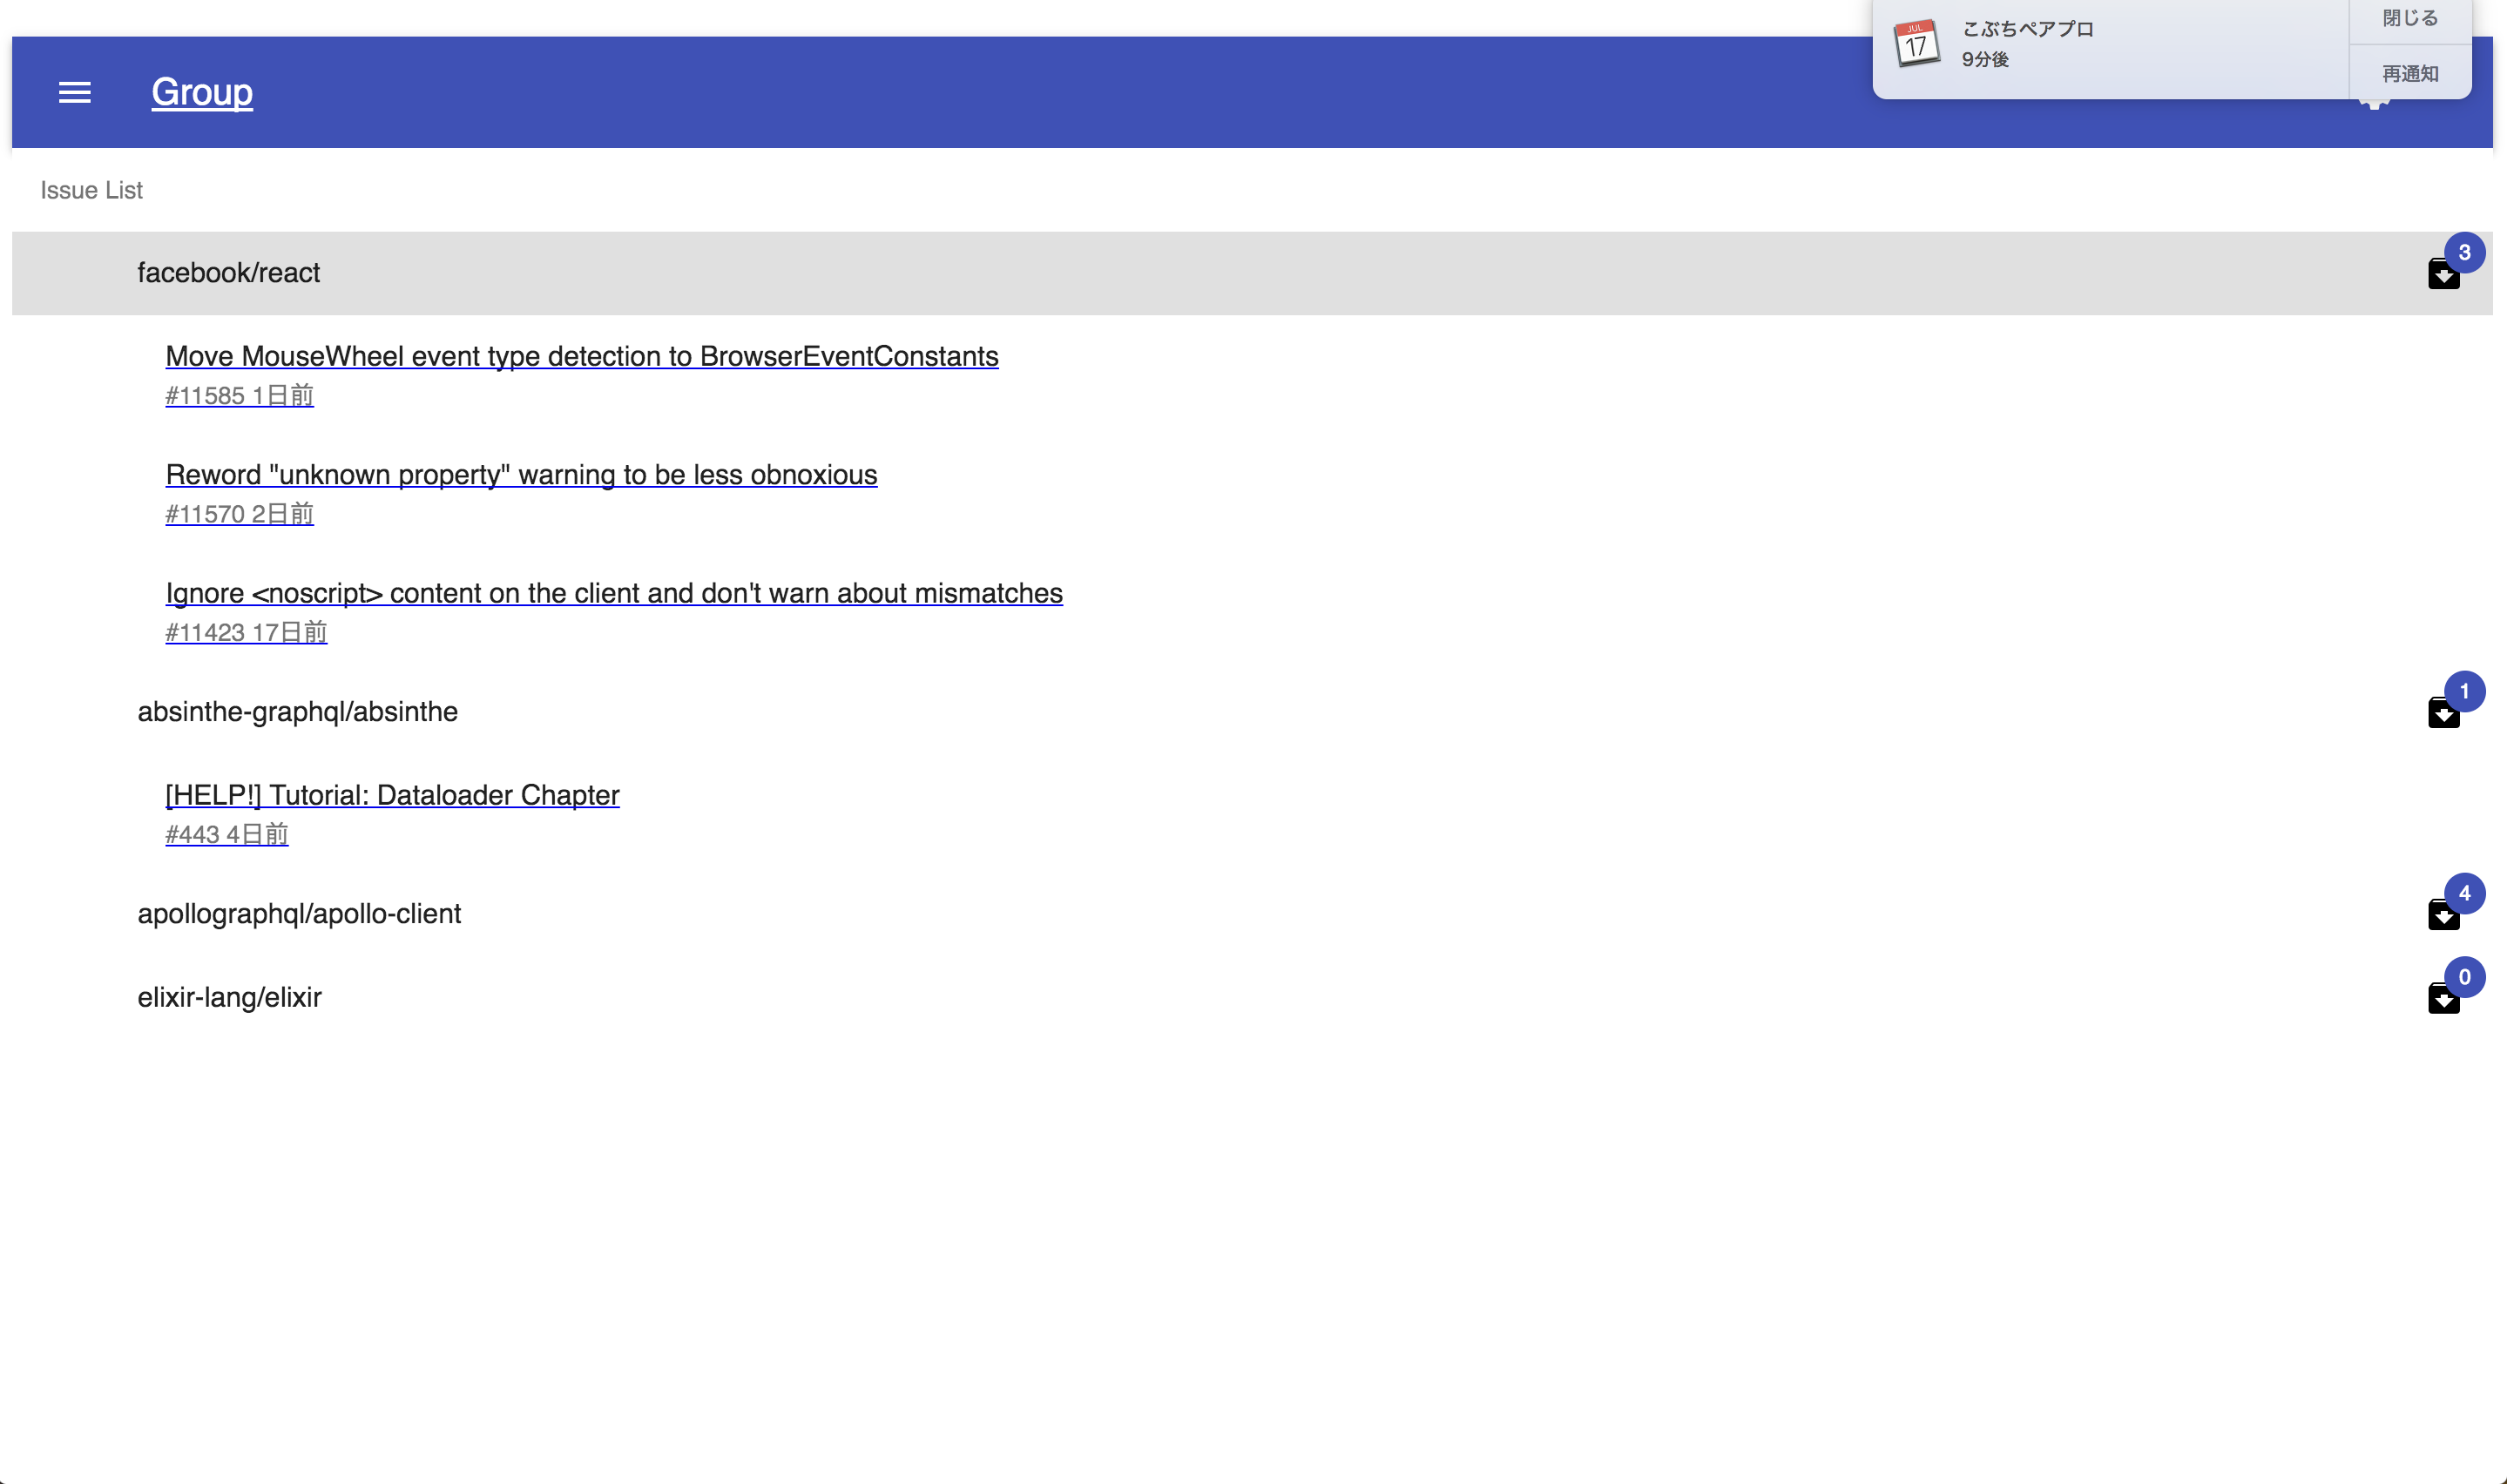 こぶちペアプロ
9分後
閉じる
再通知
JUL
17
Group
Issue List
facebook/react
3
Move MouseWheel event type detection to BrowserEventConstants
#11585 1日前
Reword "unknown property" warning to be less obnoxious
#11570 2日前
Ignore <noscript> content on the client and don't warn about mismatches
#11423 17日前
absinthe-graphql/absinthe
1
[HELP!] Tutorial: Dataloader Chapter
#443 4日前
apollographql/apollo-client
4
elixir-lang/elixir
0